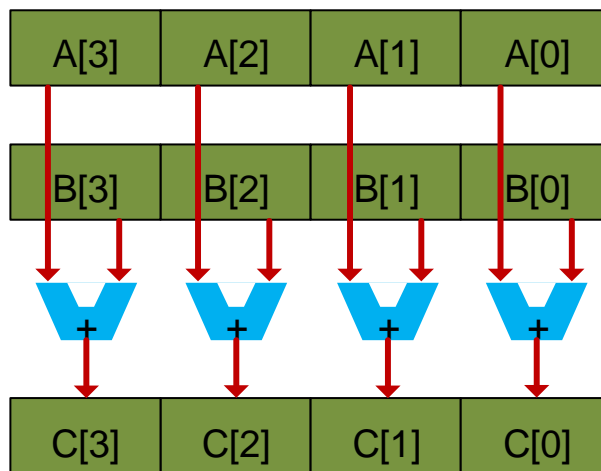 A[3] A[2] A[1] A[0]
B[3] B[2] B[1] B[0]
+ + + +
C[3] C[2] C[1] C[0]